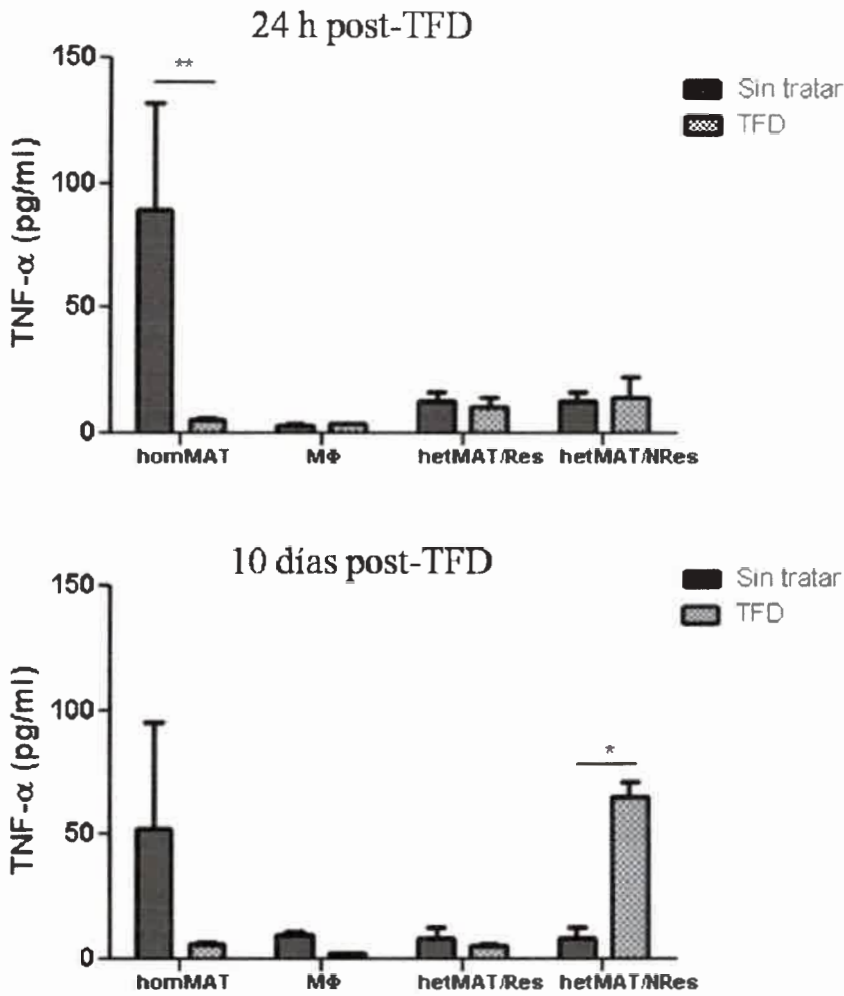 24 h post-TFD
**
Sin tratar
TFD
150
100
50
0
TNF-α (pg/ml)
homMAT MΦ hetMAT/Res hetMAT/NRes
10 días post-TFD
Sin tratar
TFD
*
150
100
50
0
TNF-α (pg/ml)
homMAT MΦ hetMAT/Res hetMAT/NRes